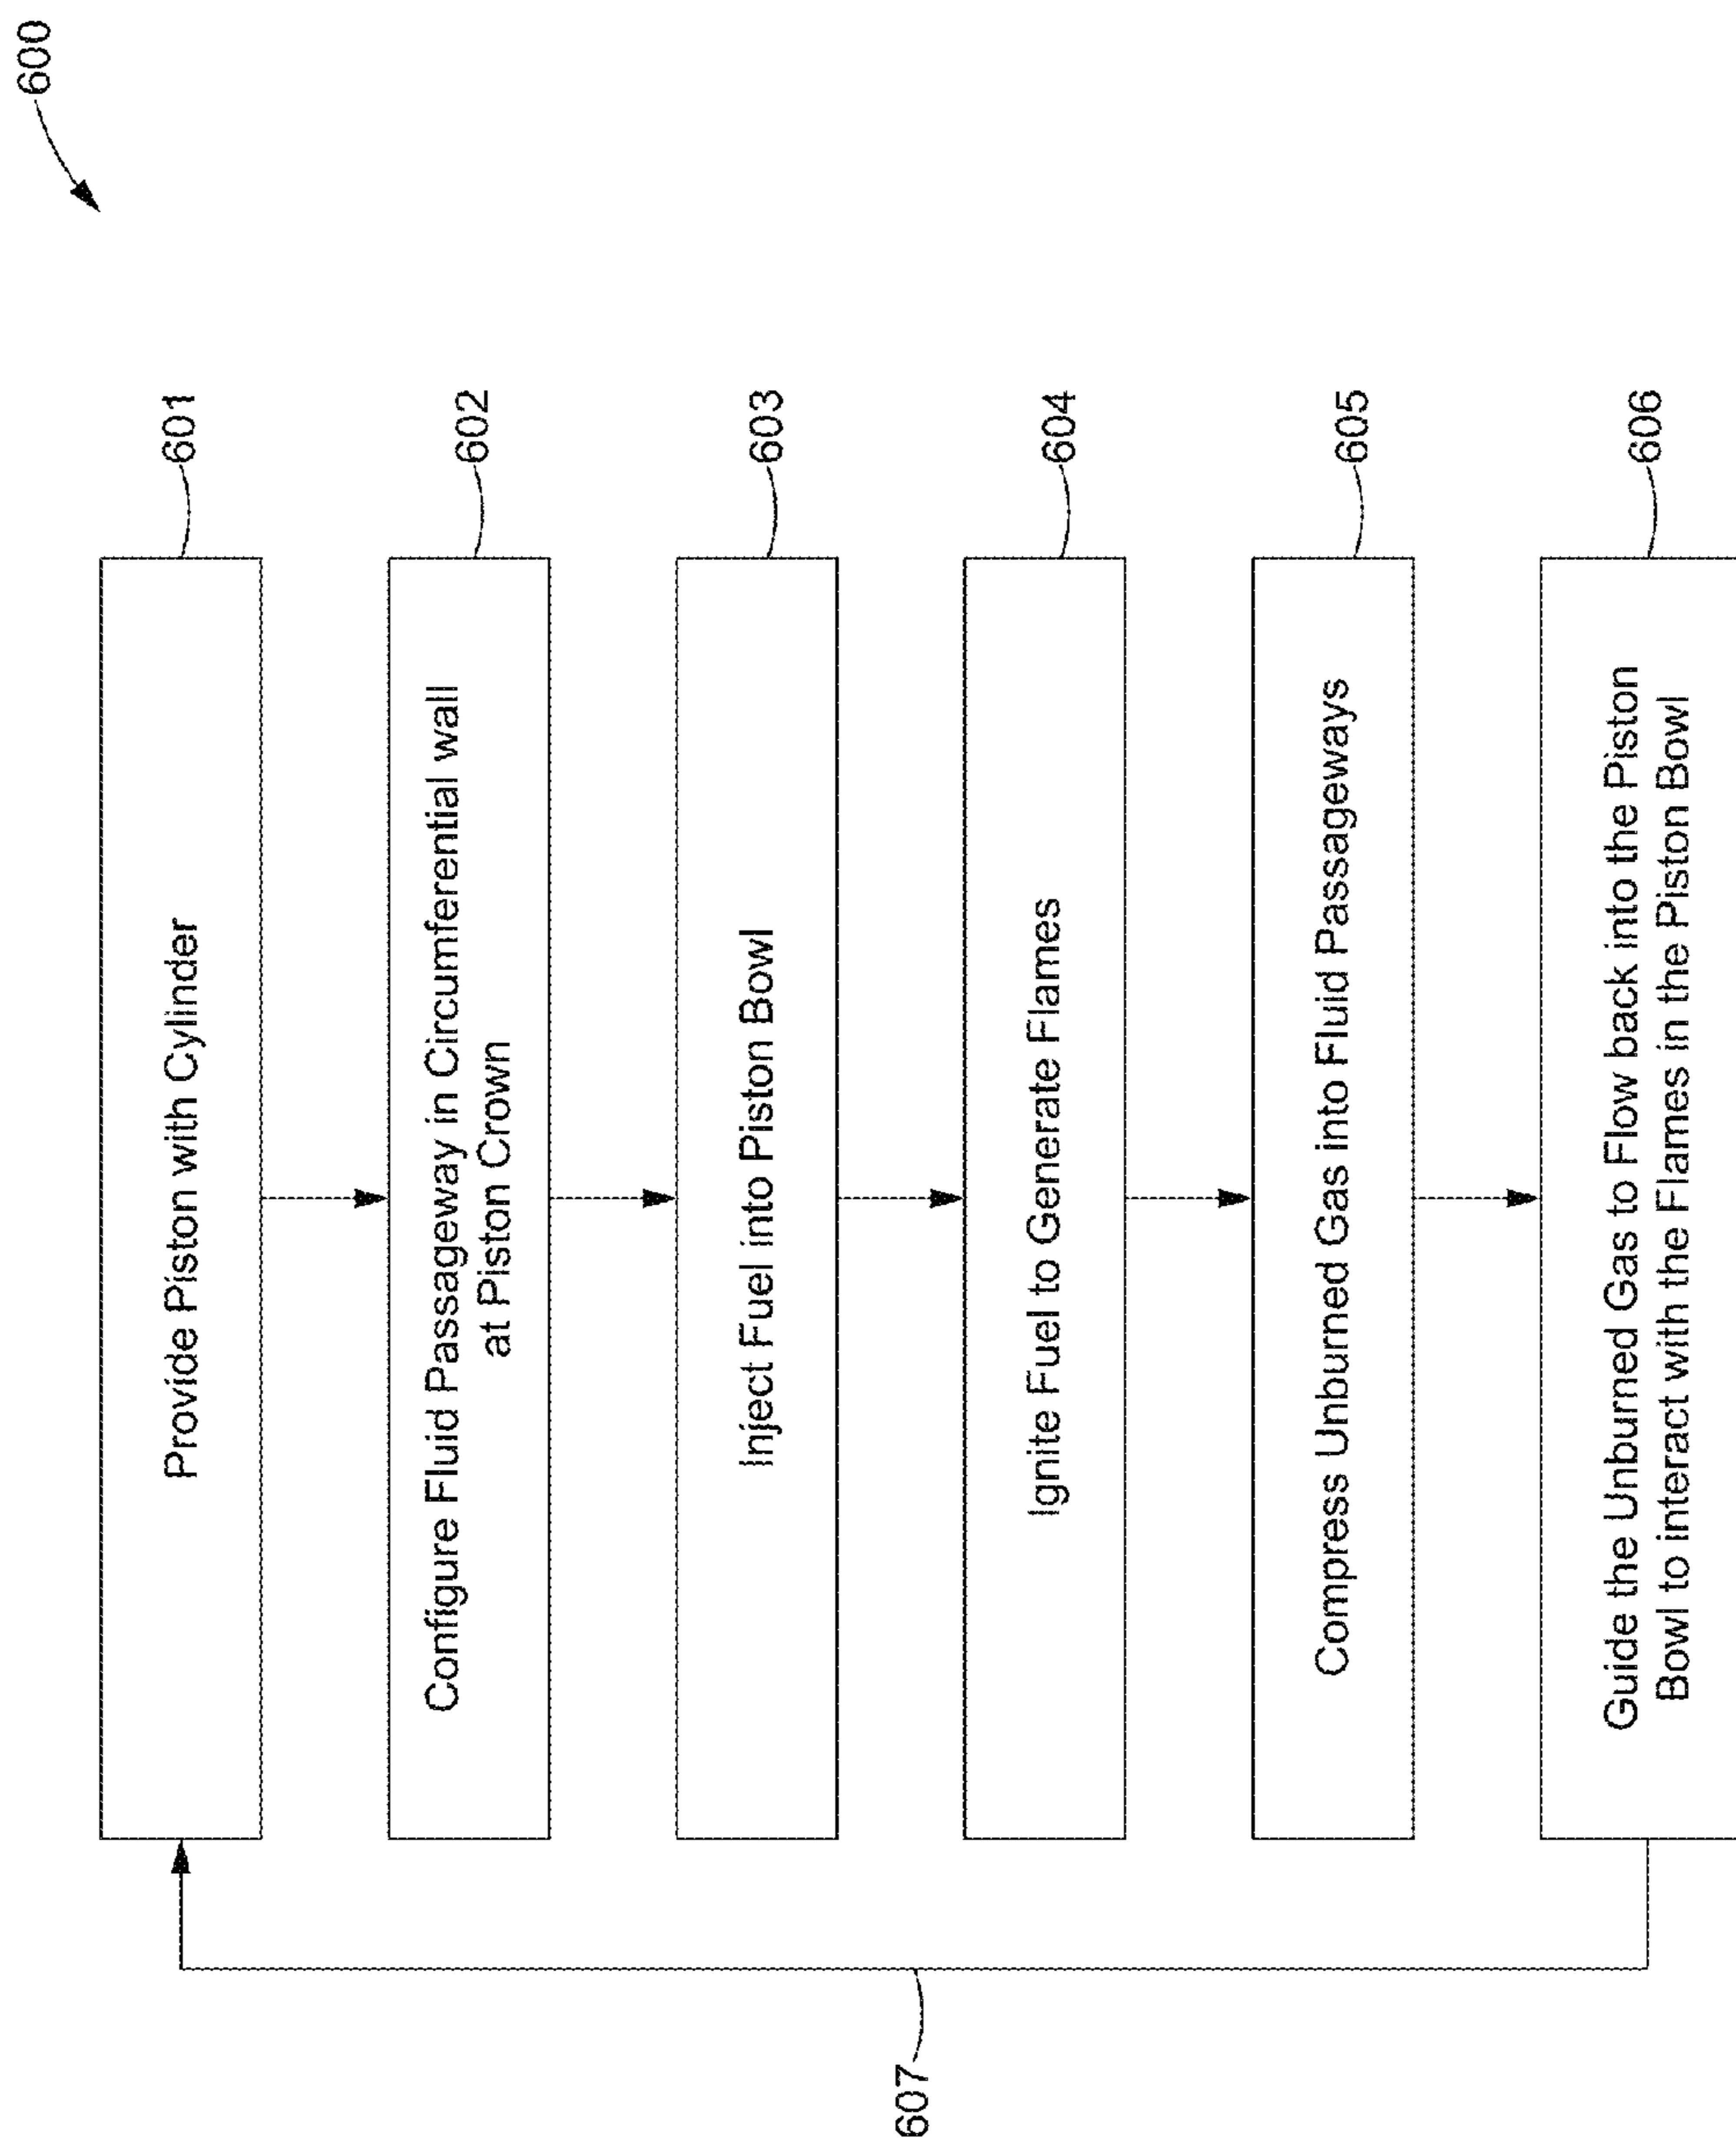 600
Provide Piston with Cylinder
601
Configure Fluid Passageway in Circumferential wall
at Piston Crown
602
Inject Fuel into Piston Bowl
603
Ignite Fuel to Generate Flames
604
Compress Unburned Gas into Fluid Passageways
605
Guide the Unburned Gas to Flow back into the Piston
Bowl to interact with the Flames in the Piston Bowl
606
607